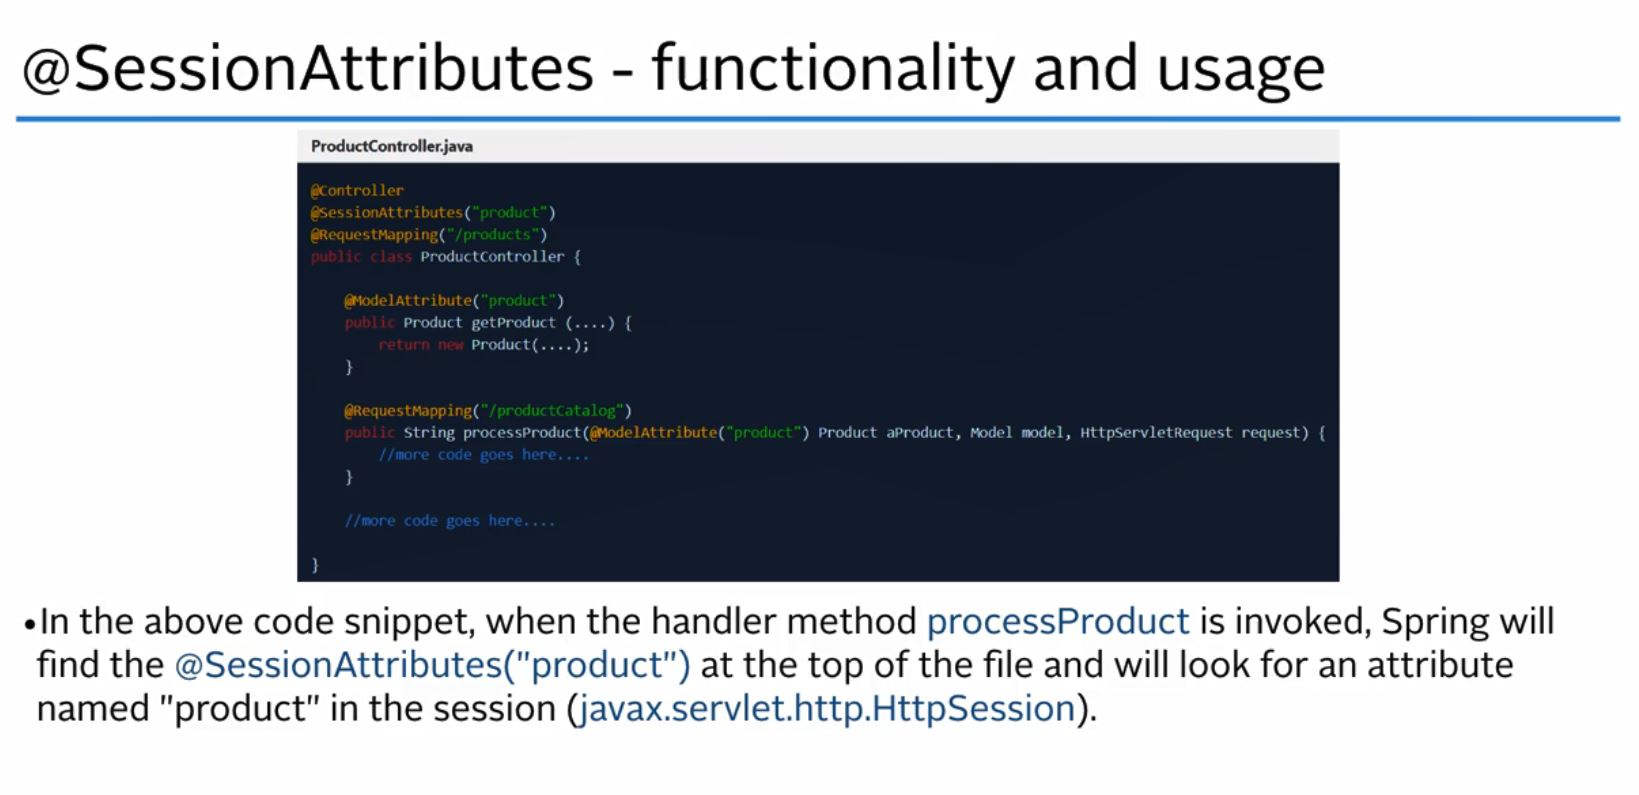 @SessionAttributes - functionality and usage
ProductController.java
@Controller
@SessionAttributes("product")
@RequestMapping("/products")
public class ProductController {
@ModelAttribute("product")
public Product getProduct (....) {
return new Product(....);
}
@RequestMapping("/productCatalog")
public String processProduct(@ModelAttribute("product") Product aProduct, Model model, HttpServletRequest request) {
//more code goes here....
}
//more code goes here....
}
•In the above code snippet, when the handler method processProduct is invoked, Spring will
find the @SessionAttributes("product") at the top of the file and will look for an attribute
named "product" in the session (javax.servlet.http.HttpSession).